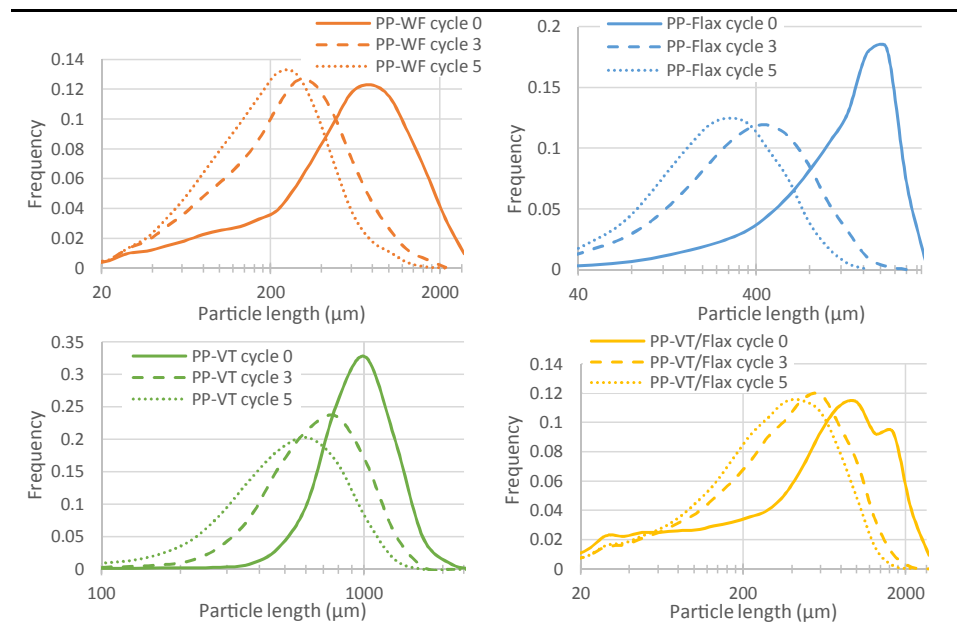 PP-WF cycle 0
PP-WF cycle 3
PP-WF cycle 5
0.14
0.12
0.1
0.08
0.06
0.04
0.02
0
Frequency
20
200
2000
Particle length (µm)
PP-Flax cycle 0
PP-Flax cycle 3
PP-Flax cycle 5
0.2
0.15
0.1
0.05
0
Frequency
40
400
Particle length (µm)
PP-VT cycle 0
PP-VT cycle 3
PP-VT cycle 5
0.35
0.3
0.25
0.2
0.15
0.1
0.05
0
Frequency
100
1000
Particle length (µm)
PP-VT/Flax cycle 0
PP-VT/Flax cycle 3
PP-VT/Flax cycle 5
0.14
0.12
0.1
0.08
0.06
0.04
0.02
0
Frequency
20
200
2000
Particle length (µm)